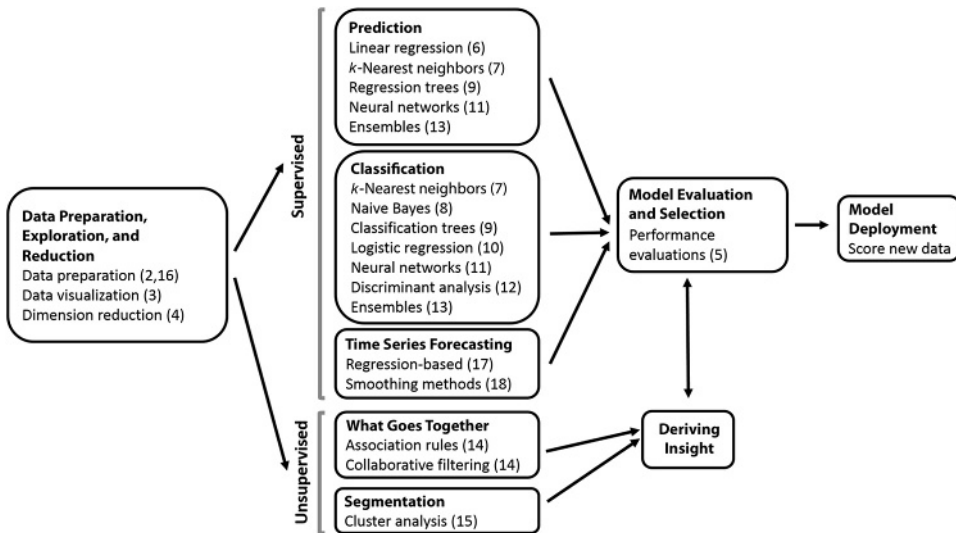 Data Preparation,
Exploration, and
Reduction
Data preparation (2,16)
Data visualization (3)
Dimension reduction (4)
Supervised
Prediction
Linear regression (6)
k-Nearest neighbors (7)
Regression trees (9)
Neural networks (11)
Ensembles (13)
Classification
k-Nearest neighbors (7)
Naive Bayes (8)
Classification trees (9)
Logistic regression (10)
Neural networks (11)
Discriminant analysis (12)
Ensembles (13)
Time Series Forecasting
Regression-based (17)
Smoothing methods (18)
Unsupervised
What Goes Together
Association rules (14)
Collaborative filtering (14)
Segmentation
Cluster analysis (15)
Model Evaluation
and Selection
Performance
evaluations (5)
Deriving
Insight
Model
Deployment
Score new data